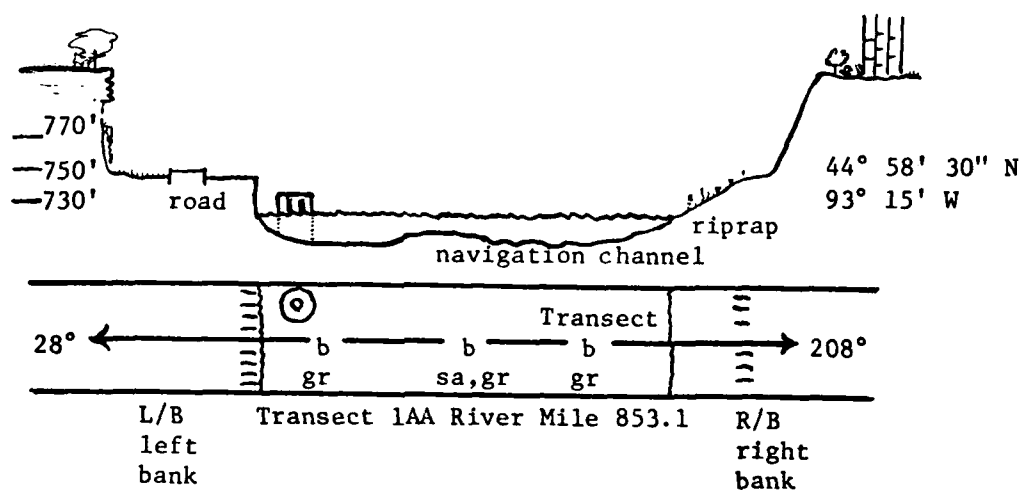 770'
750'
730'
44° 58' 30" N
93° 15' W
road
riprap
navigation channel
Transect
28°
b
b
b
208°
gr
sa,gr
gr
L/B
left
bank
Transect 1AA River Mile 853.1
R/B
right
bank